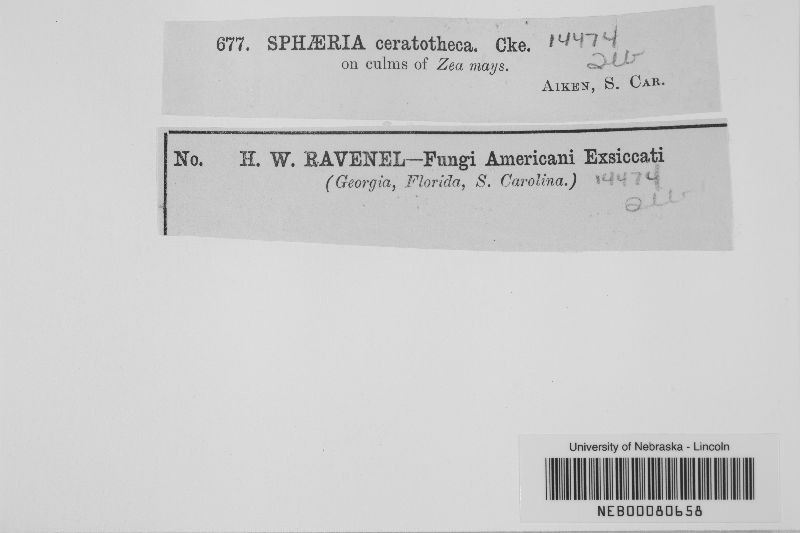 677. SPHÆRIA ceratotheca. Cke. 14474
on culms of Zea mays.
AIKEN, S. CAR.
No. H. W. RAVENEL—Fungi Americani Exsiccati
(Georgia, Florida, S. Carolina.) 14474
University of Nebraska - Lincoln
NEB00080658